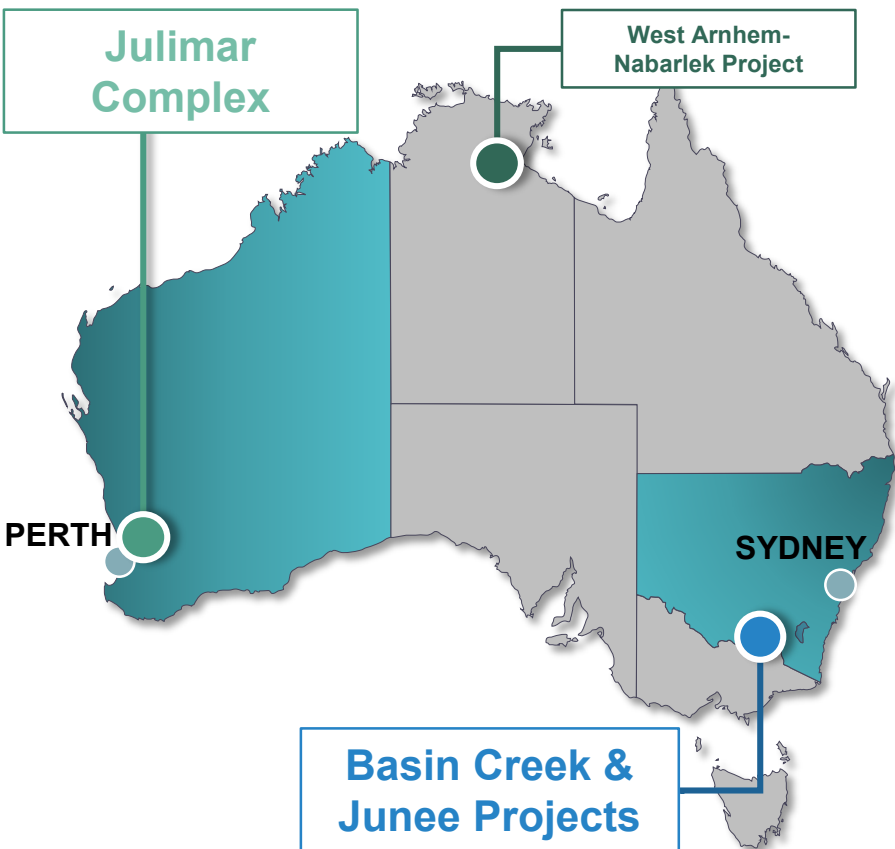 Julimar
Complex
West Arnhem-
Nabarlek Project
PERTH
SYDNEY
Basin Creek &
Junee Projects